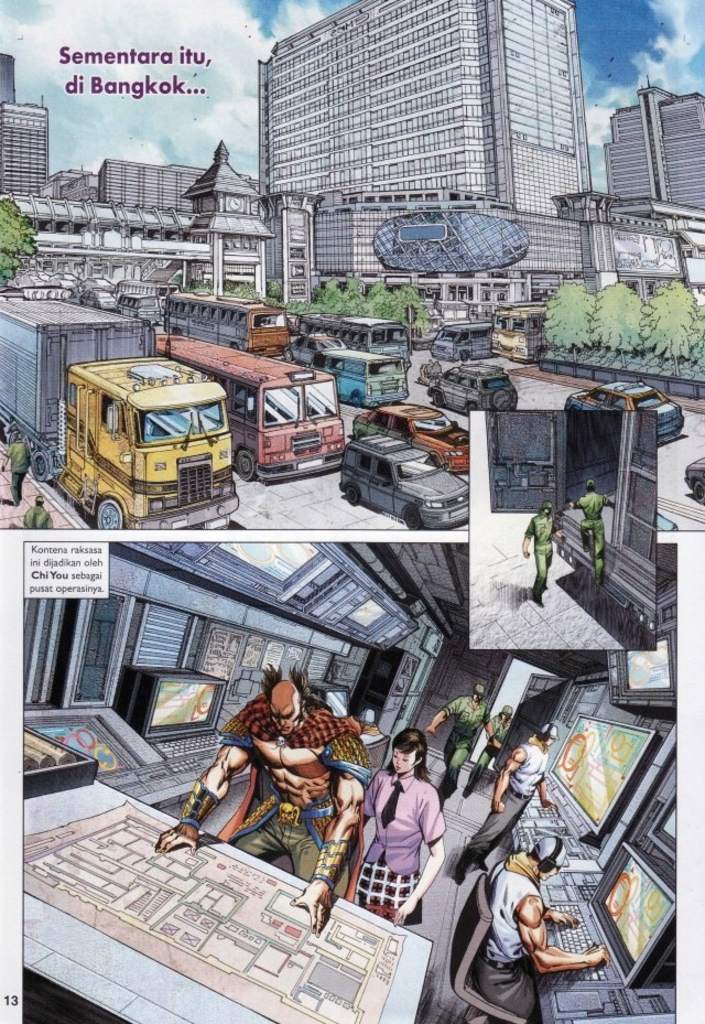 Sementara itu,
di Bangkok...
Kontena raksasa
ini dijadikan oleh
Chi You sebagai
pusat operasinya.
13